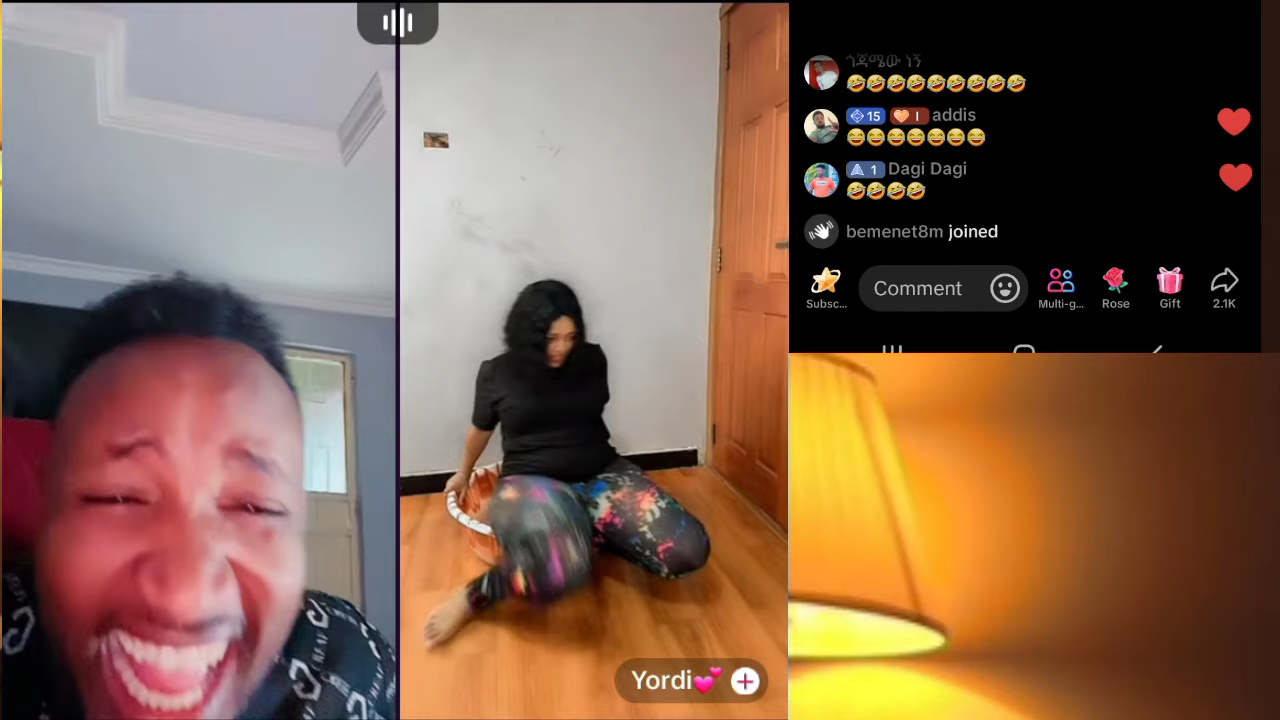 Yordi💕
ጎጃሜው ነኝ
🤣🤣🤣🤣🤣🤣🤣🤣🤣
15 I addis
😂😂😂😂😂😂😂
1 Dagi Dagi
🤣🤣🤣🤣
bemenet8m joined
Subsc... Comment Multi-g... Rose Gift 2.1K